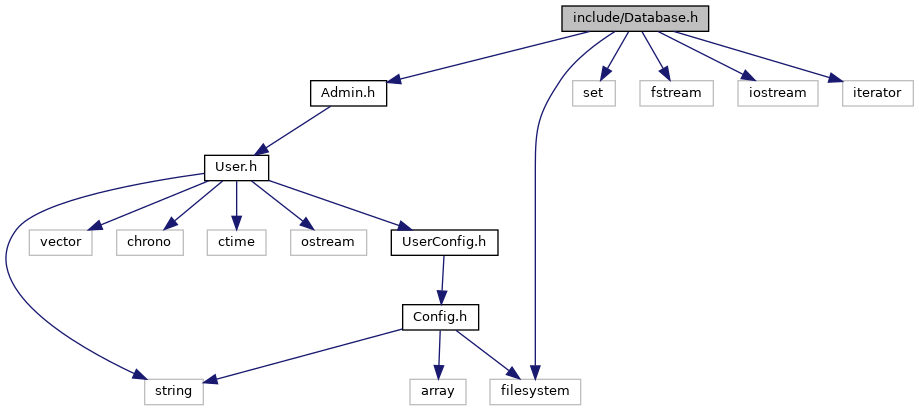 include/Database.h
Admin.h
set
fstream
iostream
iterator
User.h
vector
chrono
ctime
ostream
UserConfig.h
Config.h
string
array
filesystem